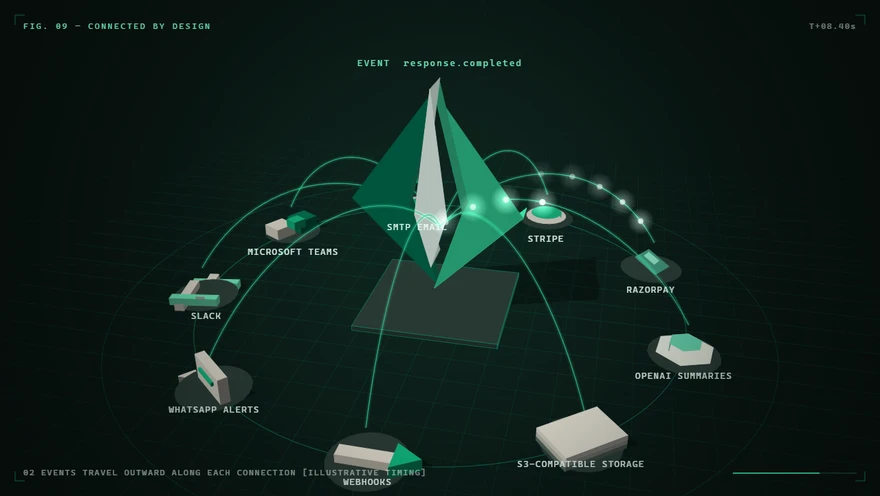 FIG. 09 — CONNECTED BY DESIGN
T+08.40s
EVENT response.completed
SMTP EMAIL
STRIPE
MICROSOFT TEAMS
RAZORPAY
SLACK
OPENAI SUMMARIES
WHATSAPP ALERTS
S3-COMPATIBLE STORAGE
02 EVENTS TRAVEL OUTWARD ALONG EACH CONNECTION [ILLUSTRATIVE TIMING]
WEBHOOKS